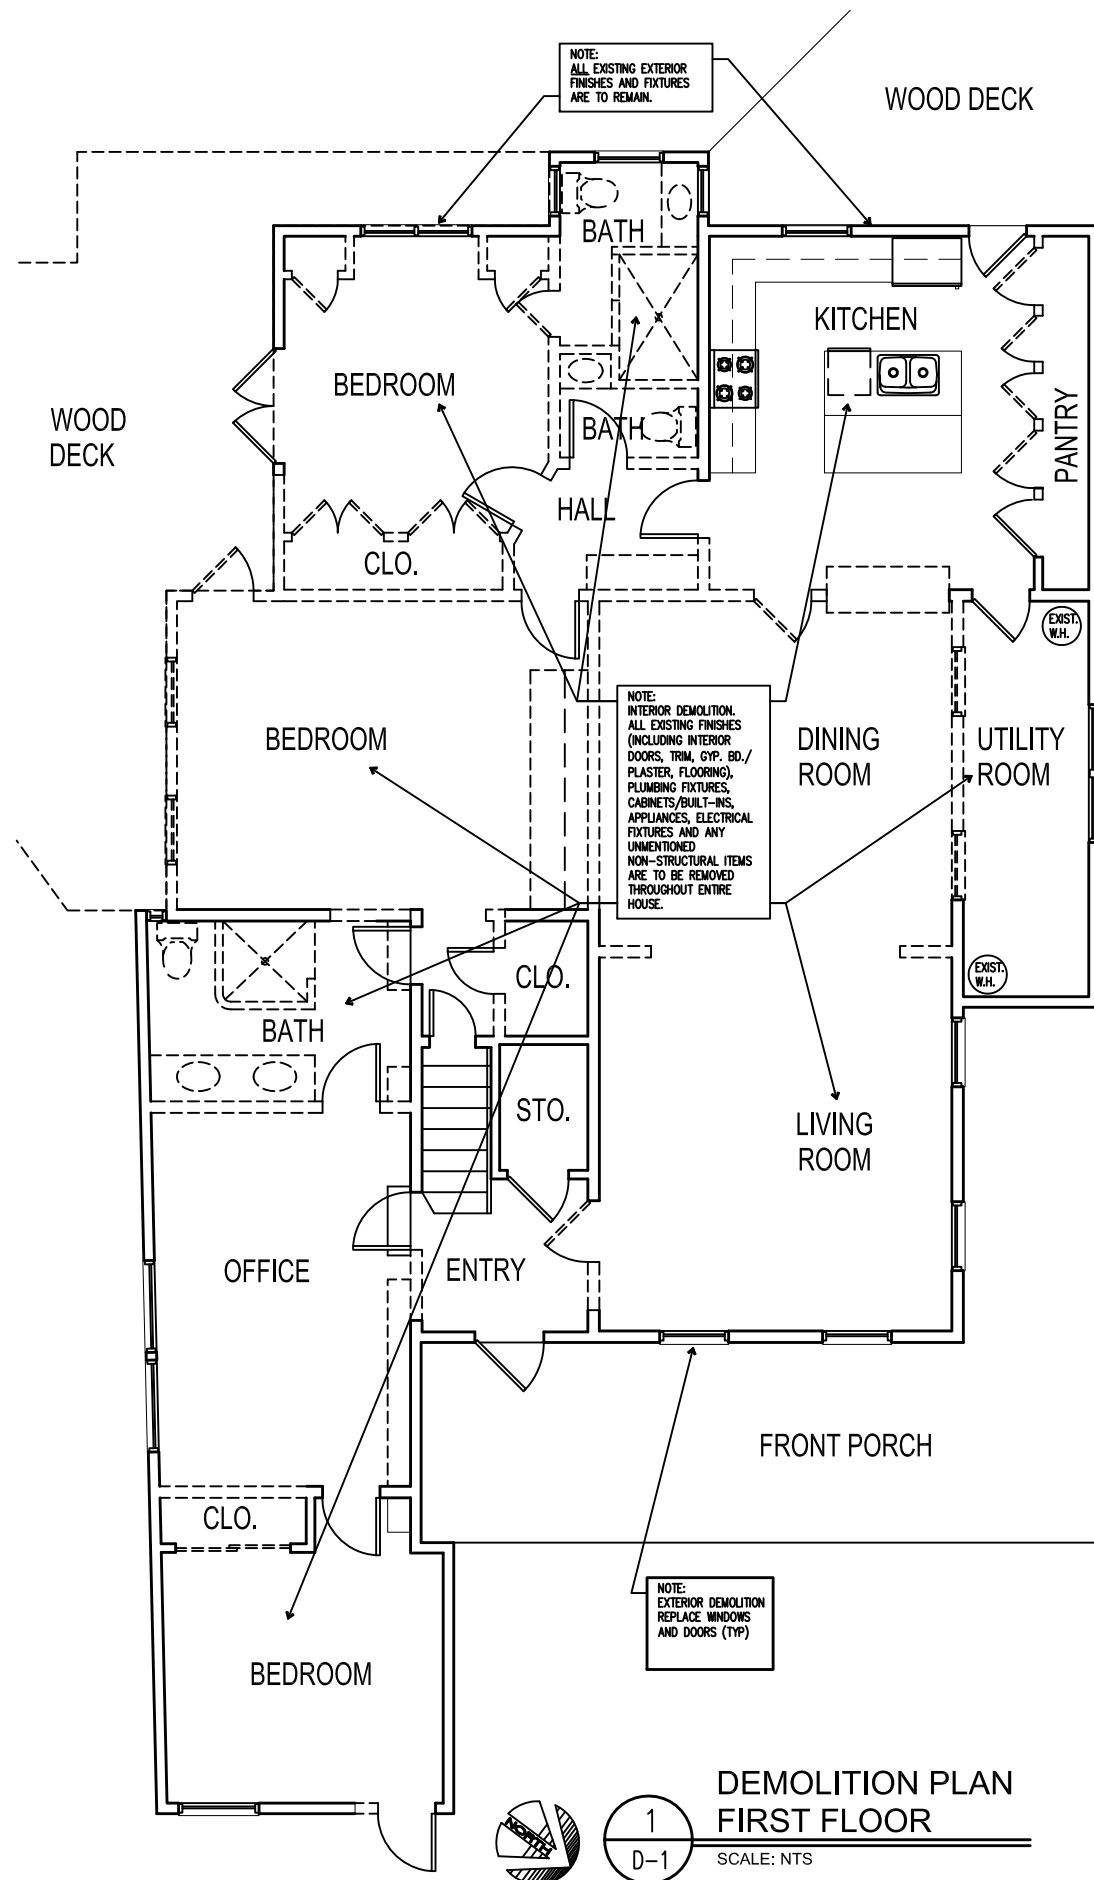 NOTE:
ALL EXISTING EXTERIOR
FINISHES AND FIXTURES
ARE TO REMAIN.
WOOD DECK
BATH
KITCHEN
BEDROOM
WOOD
DECK
BATH
PANTRY
HALL
CLO.
EXIST.
W.H.
NOTE:
INTERIOR DEMOLITION.
ALL EXISTING FINISHES
(INCLUDING INTERIOR
DOORS, TRIM, GYP. BD./
PLASTER, FLOORING),
PLUMBING FIXTURES,
CABINETS/BUILT-INS,
APPLIANCES, ELECTRICAL
FIXTURES AND ANY
UNMENTIONED
NON-STRUCTURAL ITEMS
ARE TO BE REMOVED
THROUGHOUT ENTIRE
HOUSE.
BEDROOM
DINING
ROOM
UTILITY
ROOM
CLO.
EXIST.
W.H.
BATH
STO.
LIVING
ROOM
OFFICE
ENTRY
FRONT PORCH
CLO.
NOTE:
EXTERIOR DEMOLITION
REPLACE WINDOWS
AND DOORS (TYP)
BEDROOM
NORTH
1
D-1
DEMOLITION PLAN
FIRST FLOOR
SCALE: NTS